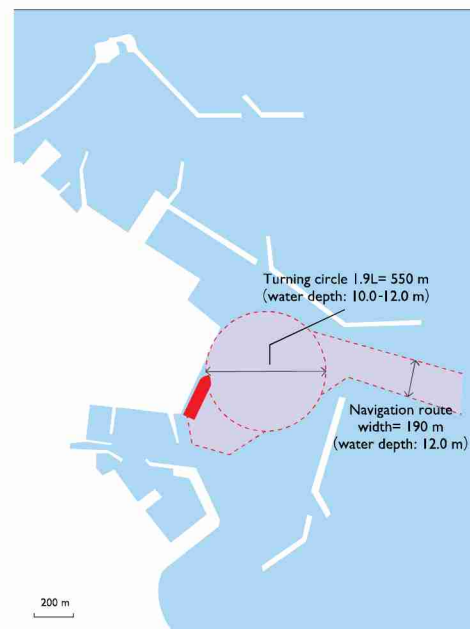 Turning circle 1.9L= 550 m
(water depth: 10.0-12.0 m)
Navigation route
width= 190 m
(water depth: 12.0 m)
200 m